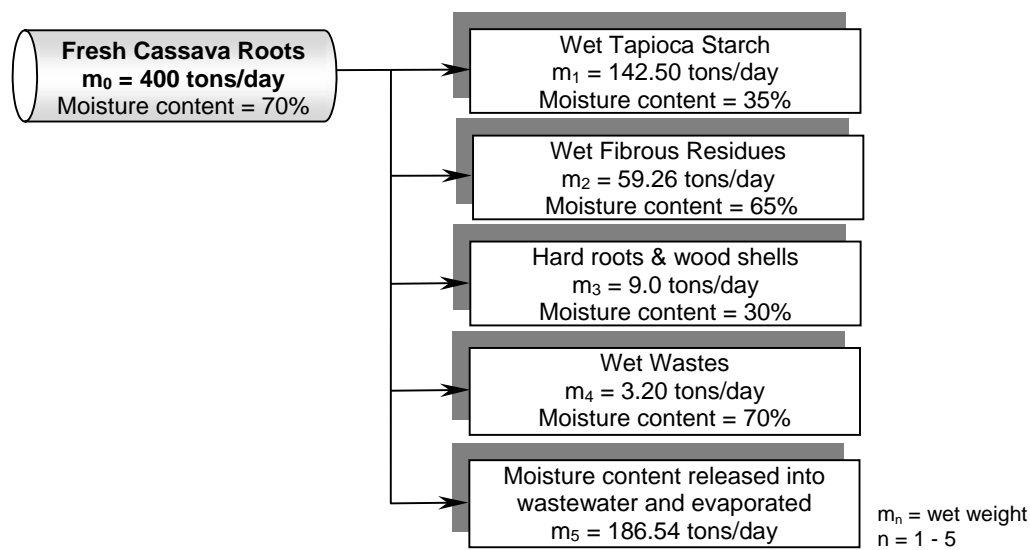 Fresh Cassava Roots
m₀ = 400 tons/day
Moisture content = 70%
Wet Tapioca Starch
m₁ = 142.50 tons/day
Moisture content = 35%
Wet Fibrous Residues
m₂ = 59.26 tons/day
Moisture content = 65%
Hard roots & wood shells
m₃ = 9.0 tons/day
Moisture content = 30%
Wet Wastes
m₄ = 3.20 tons/day
Moisture content = 70%
Moisture content released into
wastewater and evaporated
m₅ = 186.54 tons/day
mₙ = wet weight
n = 1 - 5